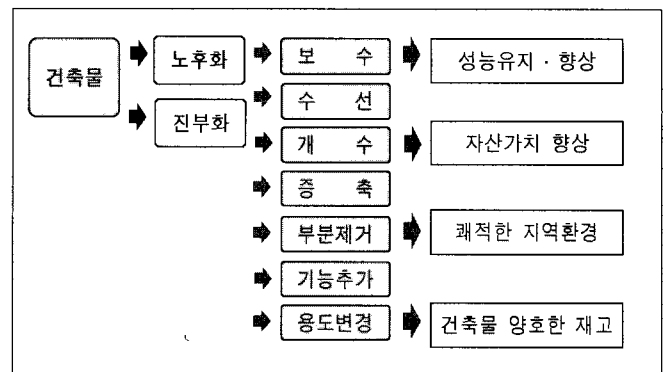 건축물
노후화
진부화
보 수
수 선
개 수
증 축
부분제거
기능추가
용도변경
성능유지 · 향상
자산가치 향상
쾌적한 지역환경
건축물 양호한 재고